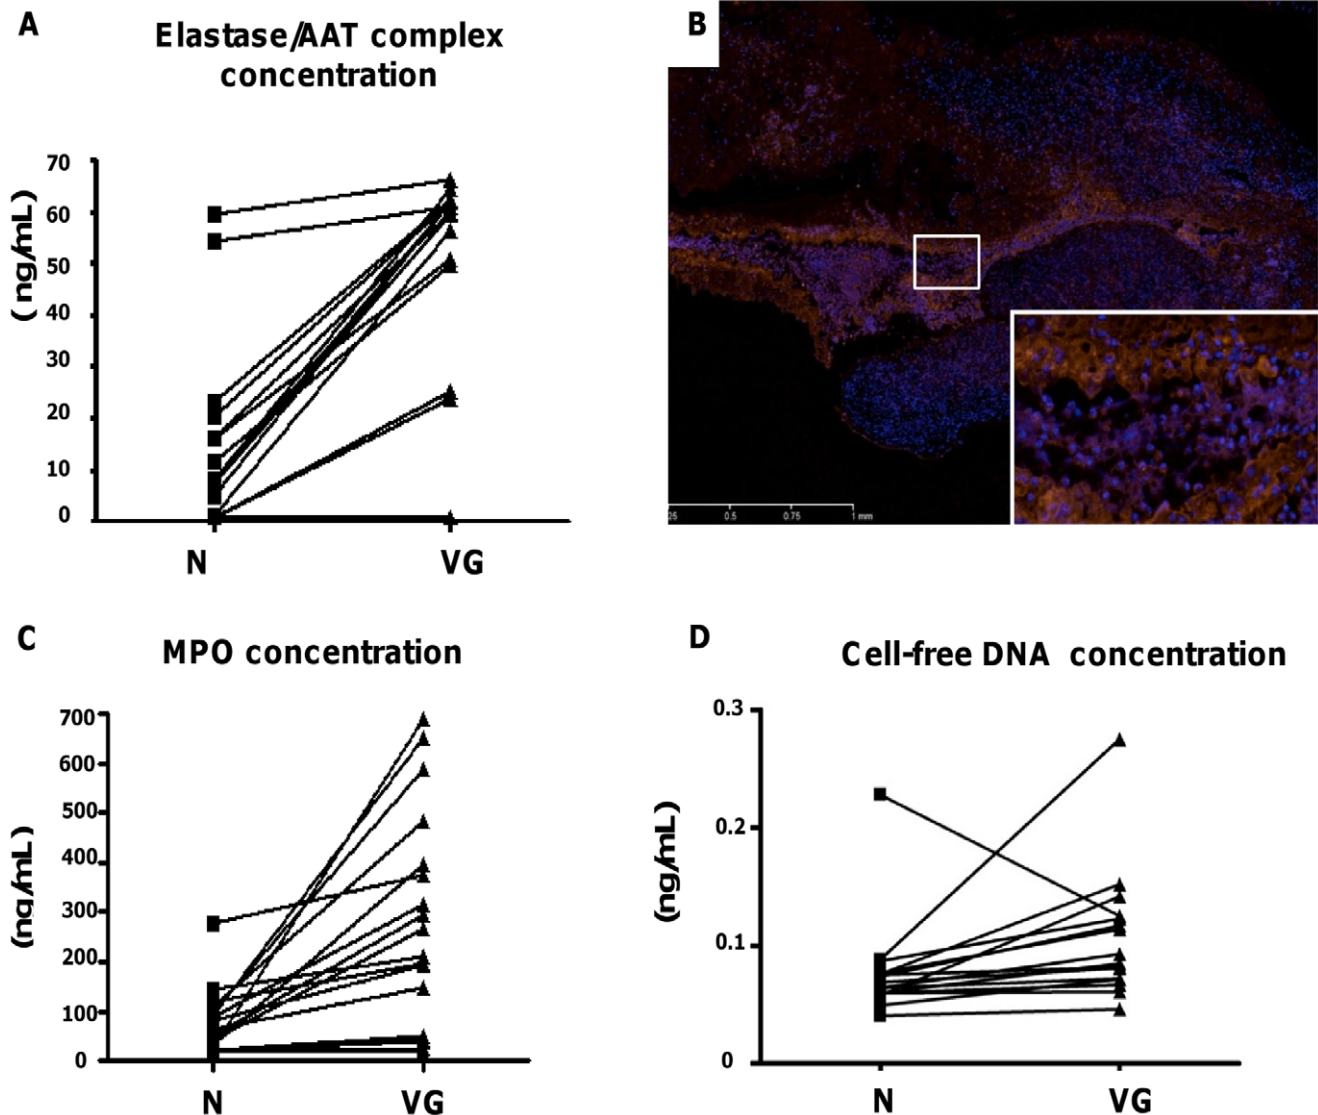 A
Elastase/AAT complex
concentration
(ng/mL)
70
60
50
40
30
20
10
0
N VG
B
25 0.5 0.75 1 mm
C
MPO concentration
(ng/mL)
700
600
500
400
300
200
100
0
N VG
D
Cell-free DNA concentration
(ng/mL)
0.3
0.2
0.1
0
N VG